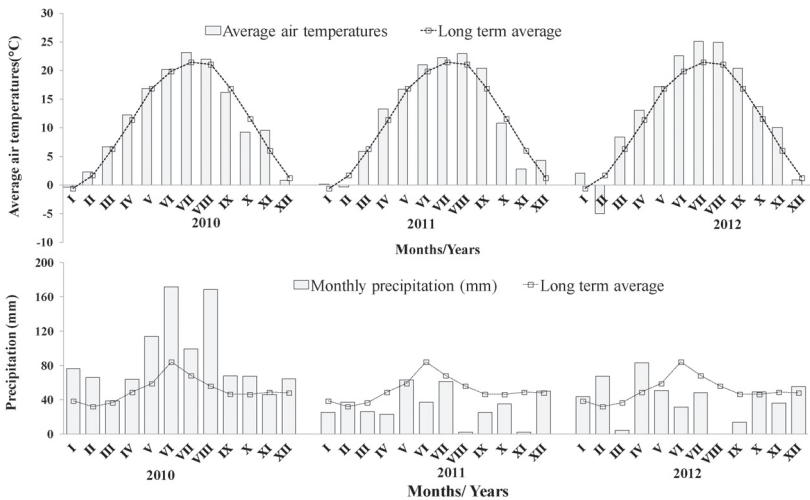 Average air temperatures(°C)
30
25
20
15
10
5
0
-5
-10
Average air temperatures
Long term average
I II III IV V VI VII VIII IX X XI XII
I II III IV V VI VII VIII IX X XI XII
I II III IV V VI VII VIII IX X XI XII
2010
2011
2012
Months/Years
Precipitation (mm)
200
160
120
80
40
0
Monthly precipitation (mm)
Long term average
I II III IV V VI VII VIII IX X XI XII
I II III IV V VI VII VIII IX X XI XII
I II III IV V VI VII VIII IX X XI XII
2010
2011
2012
Months/ Years